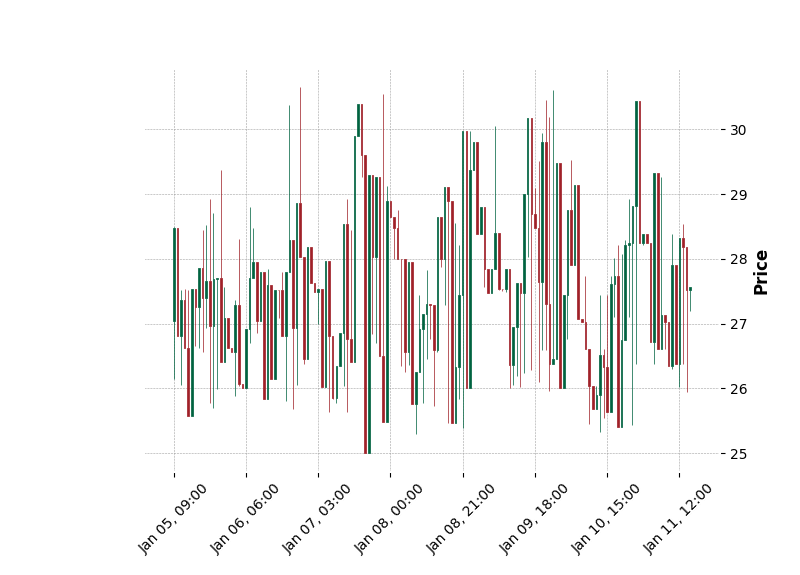 30
29
28
27
26
25
Price
Jan 05, 09:00
Jan 06, 06:00
Jan 07, 03:00
Jan 08, 00:00
Jan 08, 21:00
Jan 09, 18:00
Jan 10, 15:00
Jan 11, 12:00